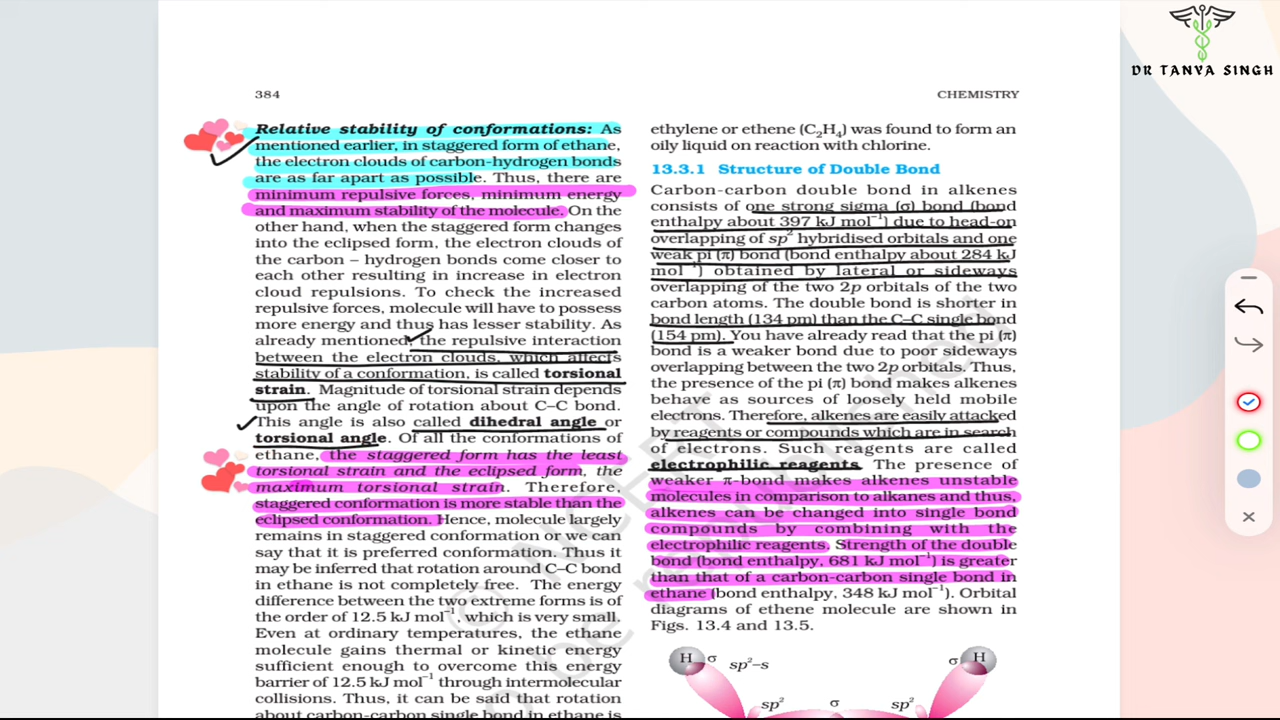 384
CHEMISTRY
DR TANYA SINGH
Relative stability of conformations: As
mentioned earlier, in staggered form of ethane,
the electron clouds of carbon-hydrogen bonds
are as far apart as possible. Thus, there are
minimum repulsive forces, minimum energy
and maximum stability of the molecule. On the
other hand, when the staggered form changes
into the eclipsed form, the electron clouds of
the carbon – hydrogen bonds come closer to
each other resulting in increase in electron
cloud repulsions. To check the increased
repulsive forces, molecule will have to possess
more energy and thus has lesser stability. As
already mentioned, the repulsive interaction
between the electron clouds, which affects
stability of a conformation, is called torsional
strain. Magnitude of torsional strain depends
upon the angle of rotation about C–C bond.
This angle is also called dihedral angle or
torsional angle. Of all the conformations of
ethane, the staggered form has the least
torsional strain and the eclipsed form, the
maximum torsional strain. Therefore,
staggered conformation is more stable than the
eclipsed conformation. Hence, molecule largely
remains in staggered conformation or we can
say that it is preferred conformation. Thus it
may be inferred that rotation around C–C bond
in ethane is not completely free. The energy
difference between the two extreme forms is of
the order of 12.5 kJ mol⁻¹, which is very small.
Even at ordinary temperatures, the ethane
molecule gains thermal or kinetic energy
sufficient enough to overcome this energy
barrier of 12.5 kJ mol⁻¹ through intermolecular
collisions. Thus, it can be said that rotation
about carbon-carbon single bond in ethane is
ethylene or ethene (C₂H₄) was found to form an
oily liquid on reaction with chlorine.
13.3.1 Structure of Double Bond
Carbon-carbon double bond in alkenes
consists of one strong sigma (σ) bond (bond
enthalpy about 397 kJ mol⁻¹) due to head-on
overlapping of sp² hybridised orbitals and one
weak pi (π) bond (bond enthalpy about 284 kJ
mol⁻¹) obtained by lateral or sideways
overlapping of the two 2p orbitals of the two
carbon atoms. The double bond is shorter in
bond length (134 pm) than the C–C single bond
(154 pm). You have already read that the pi (π)
bond is a weaker bond due to poor sideways
overlapping between the two 2p orbitals. Thus,
the presence of the pi (π) bond makes alkenes
behave as sources of loosely held mobile
electrons. Therefore, alkenes are easily attacked
by reagents or compounds which are in search
of electrons. Such reagents are called
electrophilic reagents. The presence of
weaker π-bond makes alkenes unstable
molecules in comparison to alkanes and thus,
alkenes can be changed into single bond
compounds by combining with the
electrophilic reagents. Strength of the double
bond (bond enthalpy, 681 kJ mol⁻¹) is greater
than that of a carbon-carbon single bond in
ethane (bond enthalpy, 348 kJ mol⁻¹). Orbital
diagrams of ethene molecule are shown in
Figs. 13.4 and 13.5.
H σ sp²–s σ H
sp² σ sp²